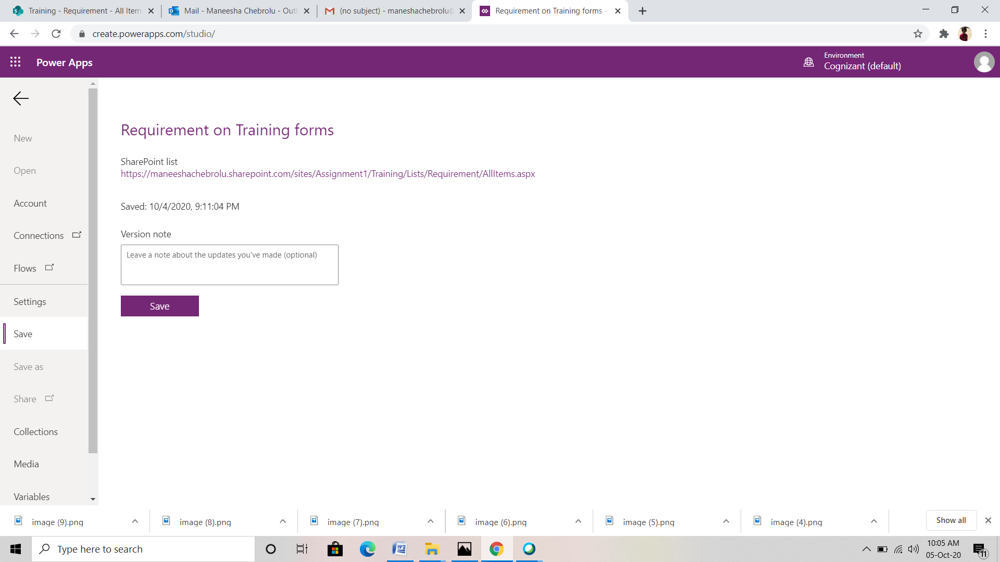 Training - Requirement - All Item
Mail - Maneesha Chebrolu - Outl
(no subject) - maneshachebrolu@
Requirement on Training forms -
create.powerapps.com/studio/
Power Apps
Environment
Cognizant (default)
New
Open
Account
Connections
Flows
Settings
Save
Save as
Share
Collections
Media
Variables
Requirement on Training forms
SharePoint list
https://maneeshachebrolu.sharepoint.com/sites/Assignment1/Training/Lists/Requirement/AllItems.aspx
Saved: 10/4/2020, 9:11:04 PM
Version note
Leave a note about the updates you've made (optional)
Save
image (9).png
image (8).png
image (7).png
image (6).png
image (5).png
image (4).png
Show all
Type here to search
10:05 AM
05-Oct-20
11